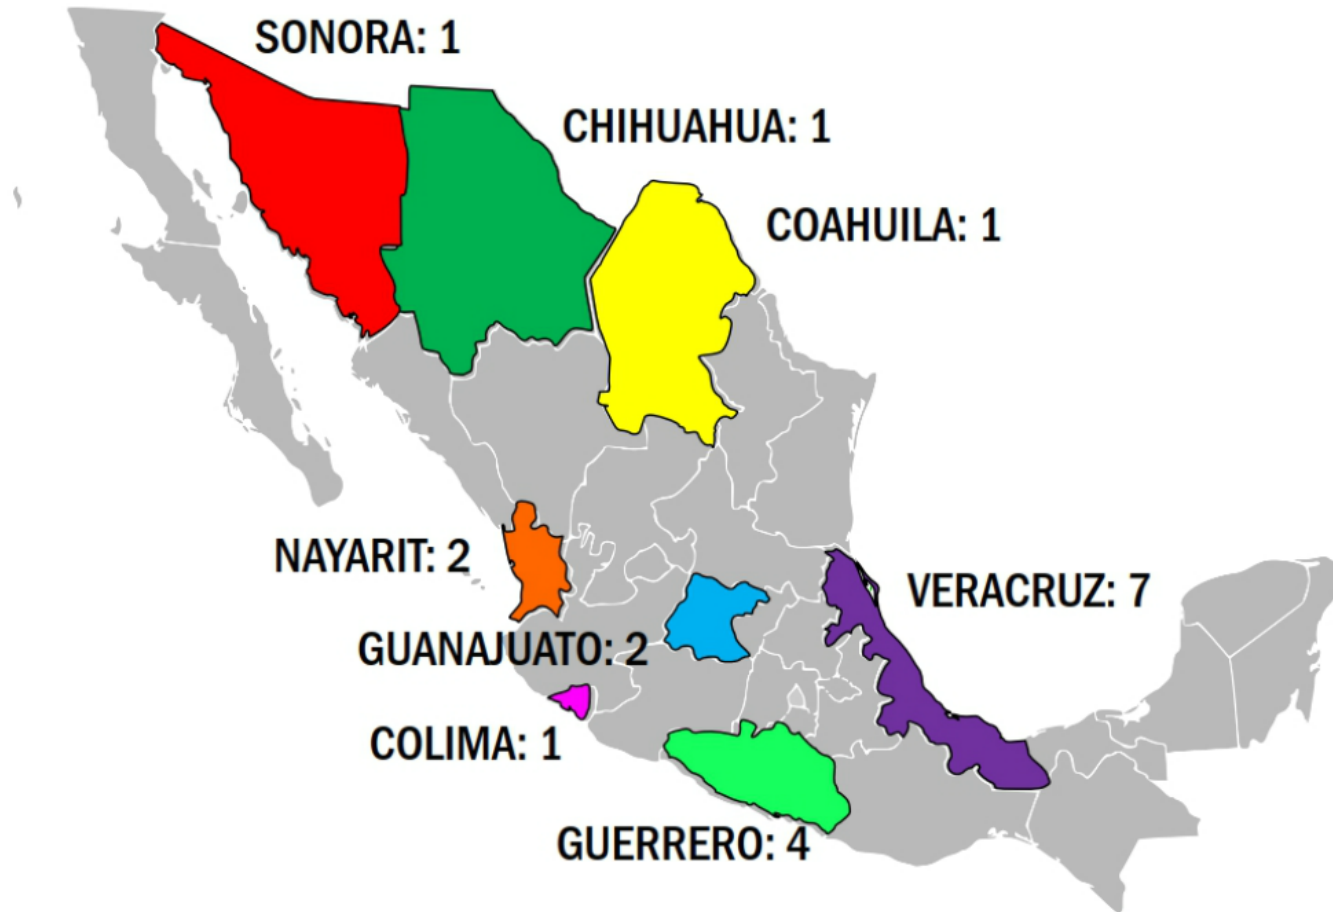 SONORA: 1
CHIHUAHUA: 1
COAHUILA: 1
NAYARIT: 2
VERACRUZ: 7
GUANAJUATO: 2
COLIMA: 1
GUERRERO: 4